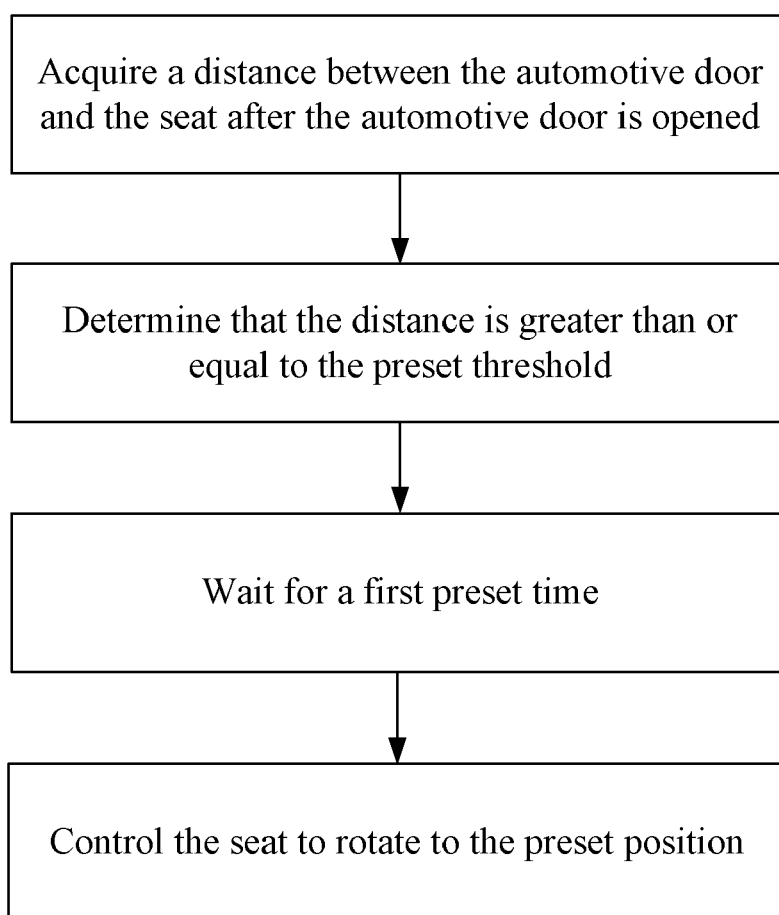 Acquire a distance between the automotive door
and the seat after the automotive door is opened
Determine that the distance is greater than or
equal to the preset threshold
Wait for a first preset time
Control the seat to rotate to the preset position